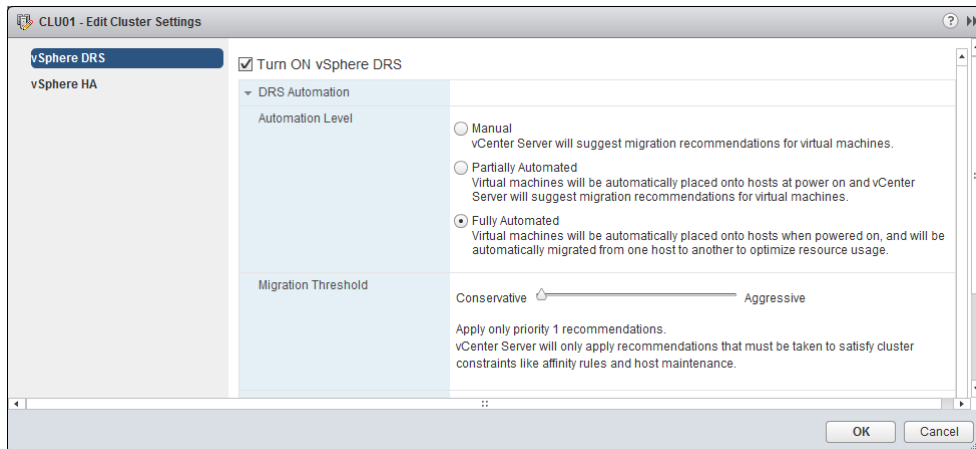 CLU01 - Edit Cluster Settings
?
vSphere DRS
vSphere HA
Turn ON vSphere DRS
DRS Automation
Automation Level
Manual
vCenter Server will suggest migration recommendations for virtual machines.
Partially Automated
Virtual machines will be automatically placed onto hosts at power on and vCenter
Server will suggest migration recommendations for virtual machines.
Fully Automated
Virtual machines will be automatically placed onto hosts when powered on, and will be
automatically migrated from one host to another to optimize resource usage.
Migration Threshold
Conservative Aggressive
Apply only priority 1 recommendations.
vCenter Server will only apply recommendations that must be taken to satisfy cluster
constraints like affinity rules and host maintenance.
OK Cancel